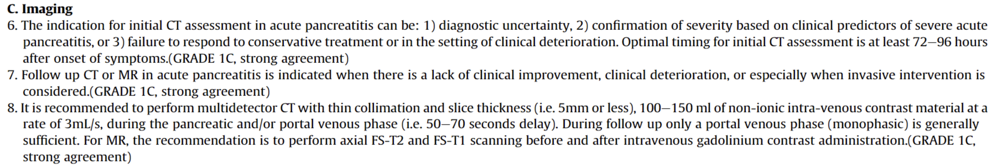 C. Imaging
6. The indication for initial CT assessment in acute pancreatitis can be: 1) diagnostic uncertainty, 2) confirmation of severity based on clinical predictors of severe acute
pancreatitis, or 3) failure to respond to conservative treatment or in the setting of clinical deterioration. Optimal timing for initial CT assessment is at least 72–96 hours
after onset of symptoms.(GRADE 1C, strong agreement)
7. Follow up CT or MR in acute pancreatitis is indicated when there is a lack of clinical improvement, clinical deterioration, or especially when invasive intervention is
considered.(GRADE 1C, strong agreement)
8. It is recommended to perform multidetector CT with thin collimation and slice thickness (i.e. 5mm or less), 100–150 ml of non-ionic intra-venous contrast material at a
rate of 3mL/s, during the pancreatic and/or portal venous phase (i.e. 50–70 seconds delay). During follow up only a portal venous phase (monophasic) is generally
sufficient. For MR, the recommendation is to perform axial FS-T2 and FS-T1 scanning before and after intravenous gadolinium contrast administration.(GRADE 1C,
strong agreement)